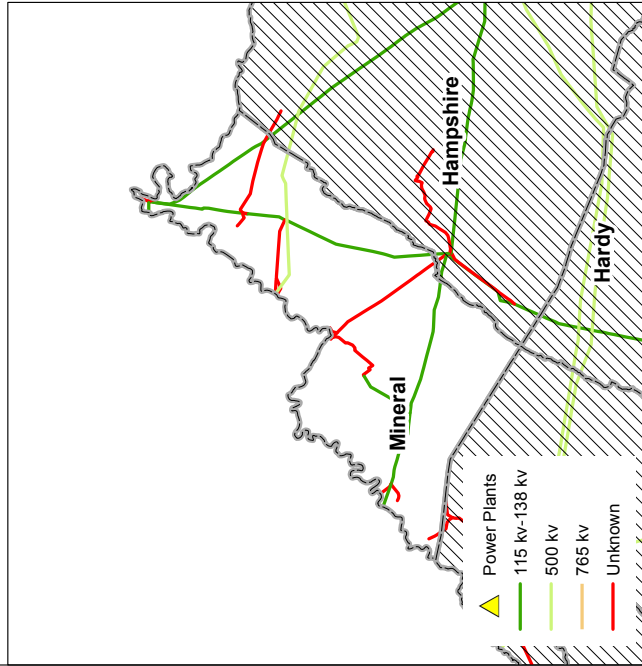 Hampshire
Hardy
Mineral
Power Plants
115 kv-138 kv
500 kv
765 kv
Unknown